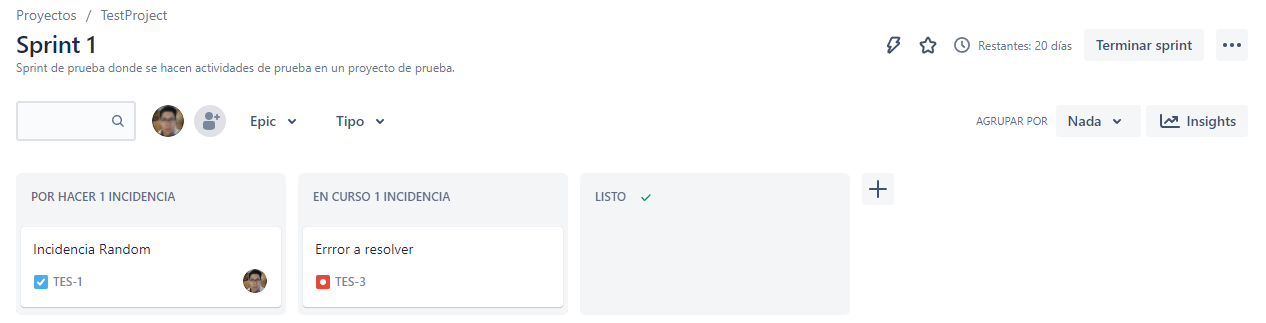 Proyectos / TestProject
Sprint 1
Restantes: 20 días
Terminar sprint
Sprint de prueba donde se hacen actividades de prueba en un proyecto de prueba.
Epic
Tipo
AGRUPAR POR
Nada
Insights
POR HACER 1 INCIDENCIA
EN CURSO 1 INCIDENCIA
LISTO
Incidencia Random
Errror a resolver
TES-1
TES-3